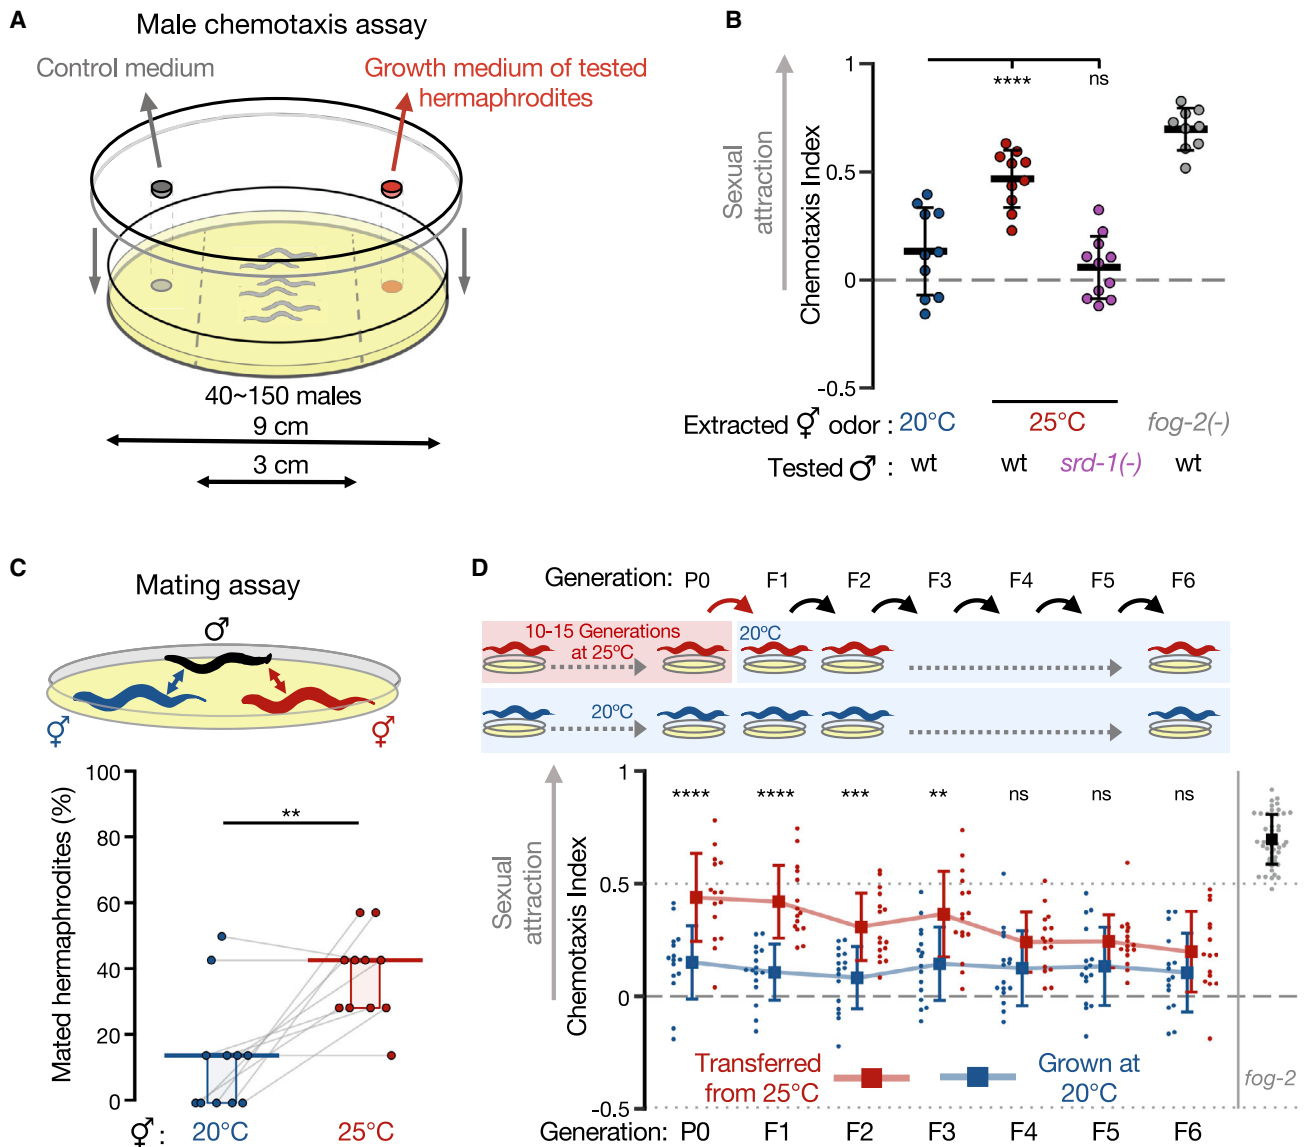 A
Male chemotaxis assay
Control medium
Growth medium of tested
hermaphrodites
40~150 males
9 cm
3 cm
B
Sexual
attraction
Chemotaxis Index
1
0.5
0
-0.5
****
ns
Extracted ⚥ odor : 20°C 25°C fog-2(-)
Tested ♂ : wt wt srd-1(-) wt
C
Mating assay
♂
⚥ ⚥
Mated hermaphrodites (%)
100
80
60
40
20
0
**
⚥ : 20°C 25°C
D
Generation: P0 F1 F2 F3 F4 F5 F6
10-15 Generations
at 25°C
20°C
20°C
Sexual
attraction
Chemotaxis Index
1
0.5
0
-0.5
**** **** *** ** ns ns ns
Transferred
from 25°C
Grown at
20°C
fog-2
Generation: P0 F1 F2 F3 F4 F5 F6